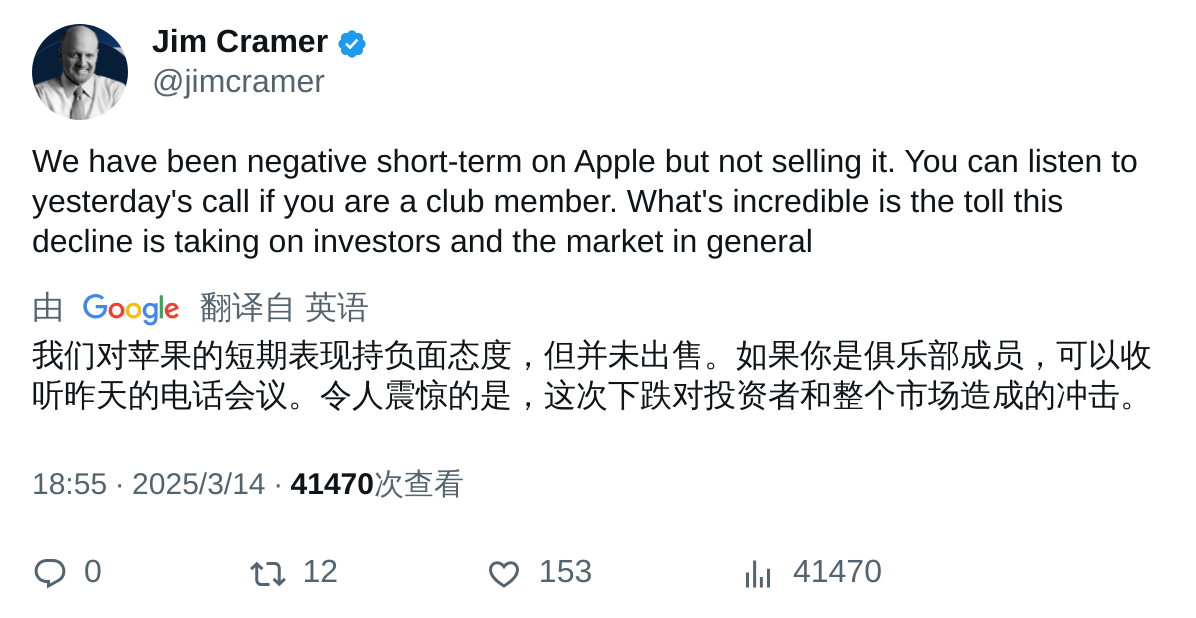 Jim Cramer
@jimcramer
We have been negative short-term on Apple but not selling it. You can listen to
yesterday's call if you are a club member. What's incredible is the toll this
decline is taking on investors and the market in general
由 Google 翻译自 英语
我们对苹果的短期表现持负面态度，但并未出售。如果你是俱乐部成员，可以收
听昨天的电话会议。令人震惊的是，这次下跌对投资者和整个市场造成的冲击。
18:55 · 2025/3/14 · 41470次查看
0 12 153 41470